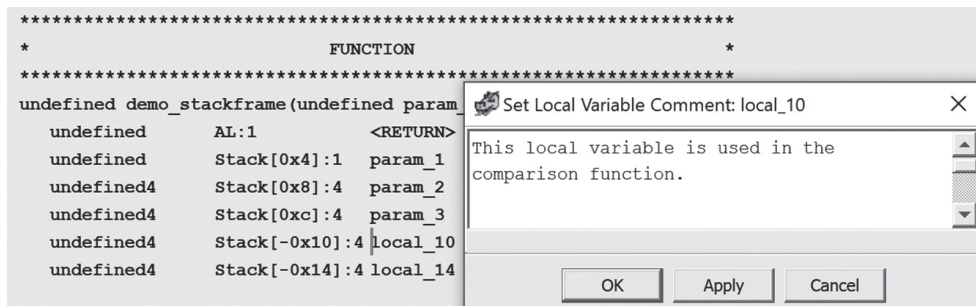 *******************************************************************
* FUNCTION *
*******************************************************************
undefined demo_stackframe(undefined param_
undefined AL:1 <RETURN>
undefined Stack[0x4]:1 param_1
undefined4 Stack[0x8]:4 param_2
undefined4 Stack[0xc]:4 param_3
undefined4 Stack[-0x10]:4 local_10
undefined4 Stack[-0x14]:4 local_14
Set Local Variable Comment: local_10
This local variable is used in the
comparison function.
OK Apply Cancel